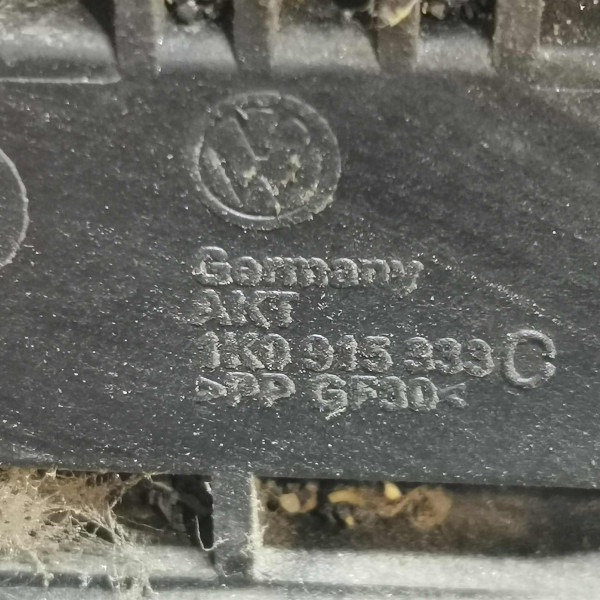 Germany
AKT
1K0 915 333 C
>PP GF30<